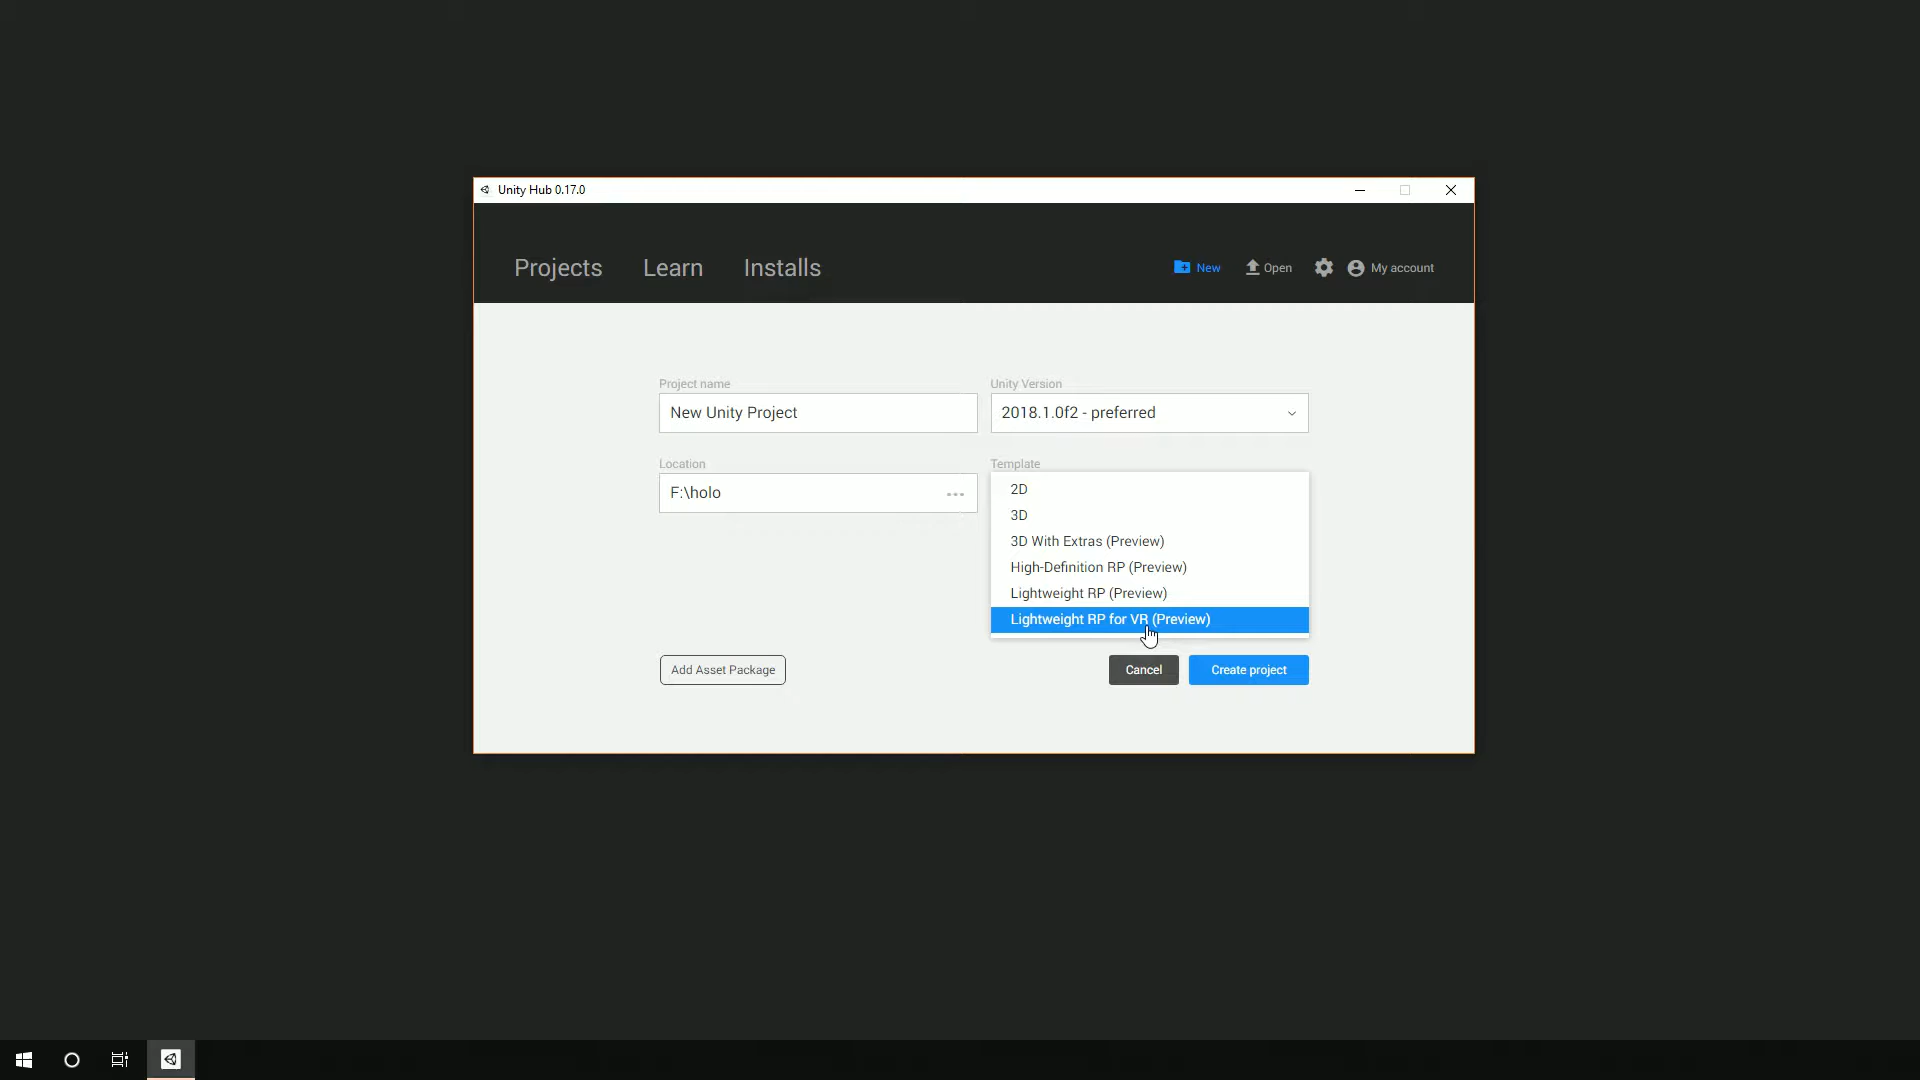 Unity Hub 0.17.0
Projects Learn Installs New Open My account
Project name
New Unity Project
Unity Version
2018.1.0f2 - preferred
Location
F:\holo
Template
2D
3D
3D With Extras (Preview)
High-Definition RP (Preview)
Lightweight RP (Preview)
Lightweight RP for VR (Preview)
Add Asset Package
Cancel
Create project